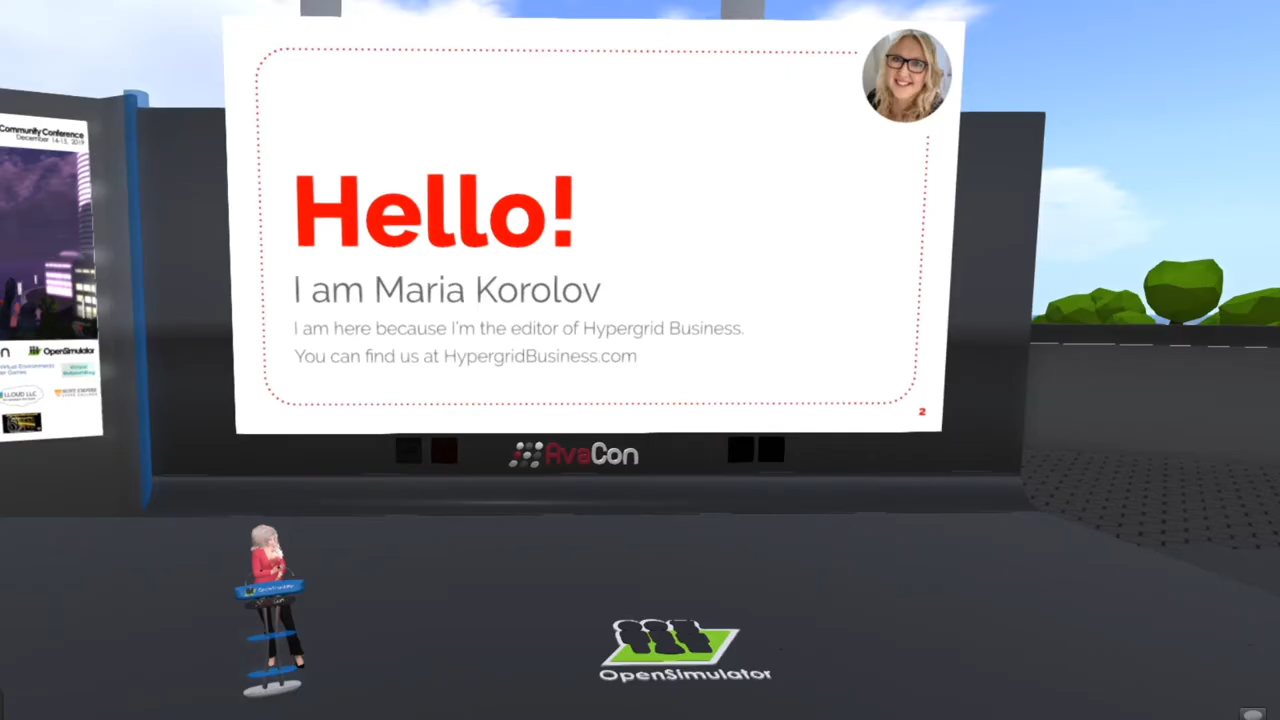 Community Conference
December 14-15, 2019
OpenSimulator
Hello!
I am Maria Korolov
I am here because I'm the editor of Hypergrid Business.
You can find us at HypergridBusiness.com
2
AvaCon
OpenSimulator